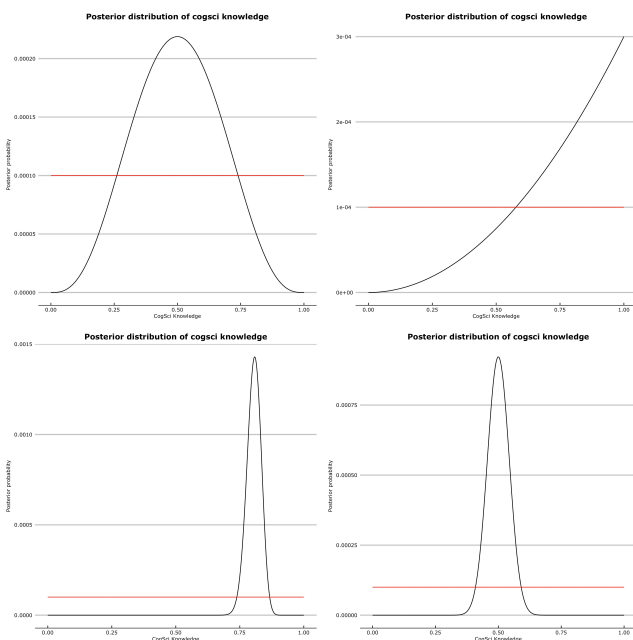 Posterior distribution of cogsci knowledge
0.00020
0.00015
0.00010
0.00005
0.00000
Posterior probability
0.00 0.25 0.50 0.75 1.00
CogSci Knowledge
Posterior distribution of cogsci knowledge
3e-04
2e-04
1e-04
0e+00
Posterior probability
0.00 0.25 0.50 0.75 1.00
CogSci Knowledge
Posterior distribution of cogsci knowledge
0.0015
0.0010
0.0005
0.0000
Posterior probability
0.00 0.25 0.50 0.75 1.00
CogSci Knowledge
Posterior distribution of cogsci knowledge
0.00075
0.00050
0.00025
0.00000
Posterior probability
0.00 0.25 0.50 0.75 1.00
CogSci Knowledge